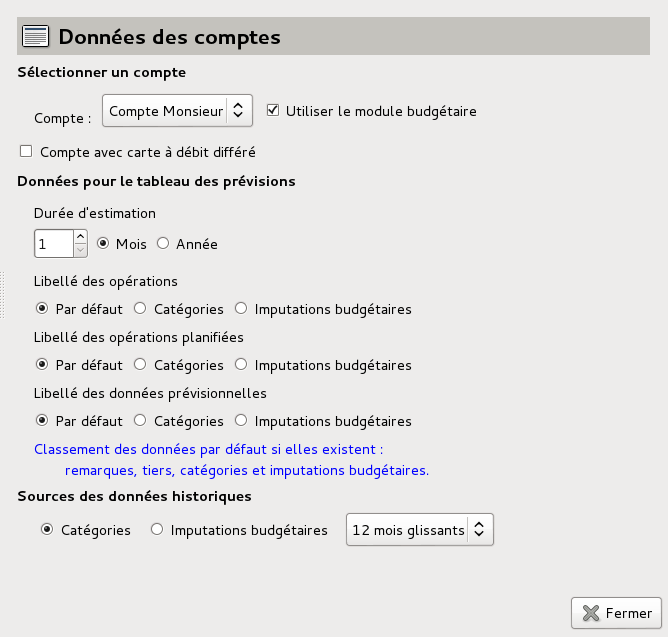 Données des comptes
Sélectionner un compte
Compte : Compte Monsieur Utiliser le module budgétaire
Compte avec carte à débit différé
Données pour le tableau des prévisions
Durée d'estimation
1 Mois Année
Libellé des opérations
Par défaut Catégories Imputations budgétaires
Libellé des opérations planifiées
Par défaut Catégories Imputations budgétaires
Libellé des données prévisionnelles
Par défaut Catégories Imputations budgétaires
Classement des données par défaut si elles existent :
remarques, tiers, catégories et imputations budgétaires.
Sources des données historiques
Catégories Imputations budgétaires 12 mois glissants
Fermer